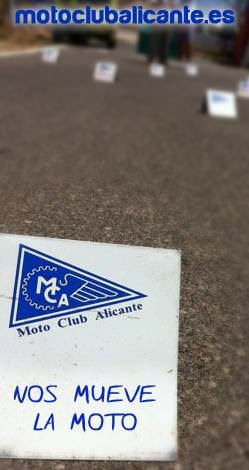 motoclubalicante.es
MCA
Moto Club Alicante
NOS MUEVE
LA MOTO